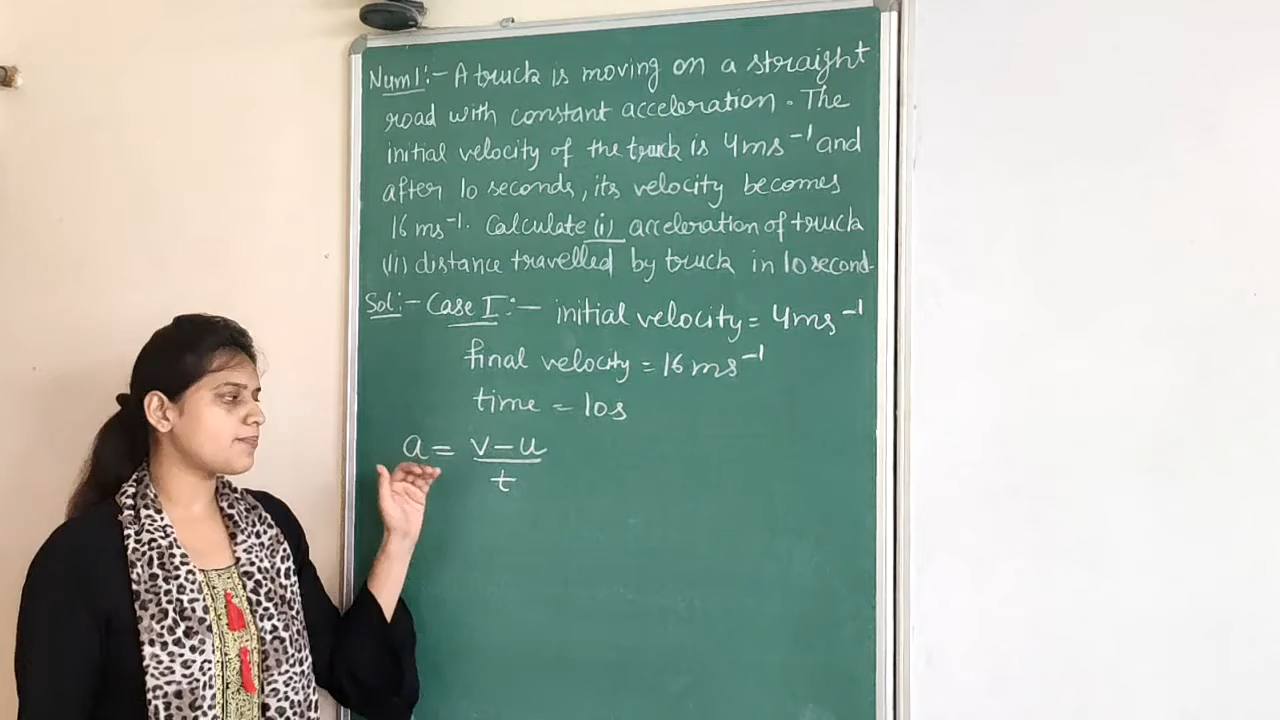 Num1:- A truck is moving on a straight
road with constant acceleration. The
initial velocity of the truck is 4ms⁻¹ and
after 10 seconds, its velocity becomes
16 ms⁻¹. Calculate (i) acceleration of truck
(ii) distance travelled by truck in 10 second.
Sol:- Case I:- initial velocity = 4ms⁻¹
final velocity = 16 ms⁻¹
time = 10s
a = v-u
t